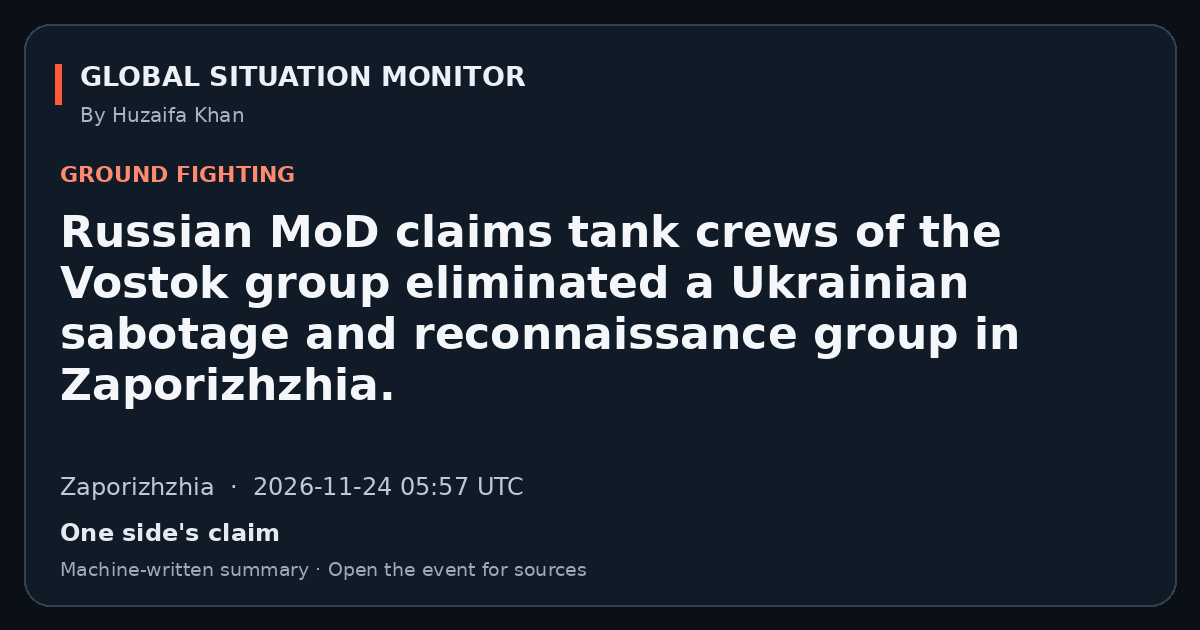 GLOBAL SITUATION MONITOR
By Huzaifa Khan
GROUND FIGHTING
Russian MoD claims tank crews of the
Vostok group eliminated a Ukrainian
sabotage and reconnaissance group in
Zaporizhzhia.
Zaporizhzhia · 2026-11-24 05:57 UTC
One side's claim
Machine-written summary · Open the event for sources